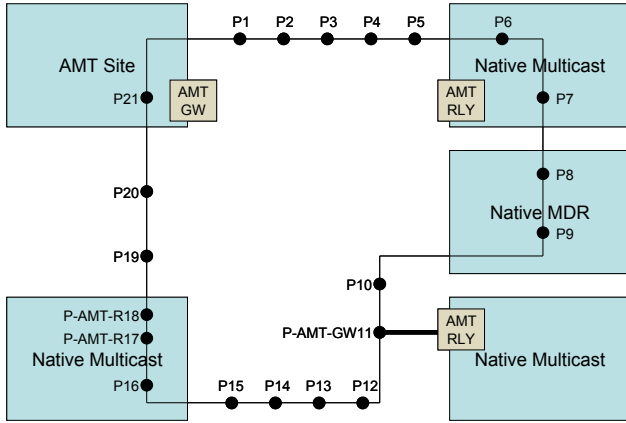 P1
P2
P3
P4
P5
P6
AMT Site
Native Multicast
P21
AMT
GW
AMT
RLY
P7
P8
P20
Native MDR
P9
P19
P10
P-AMT-R18
P-AMT-GW11
AMT
RLY
P-AMT-R17
Native Multicast
Native Multicast
P16
P15
P14
P13
P12